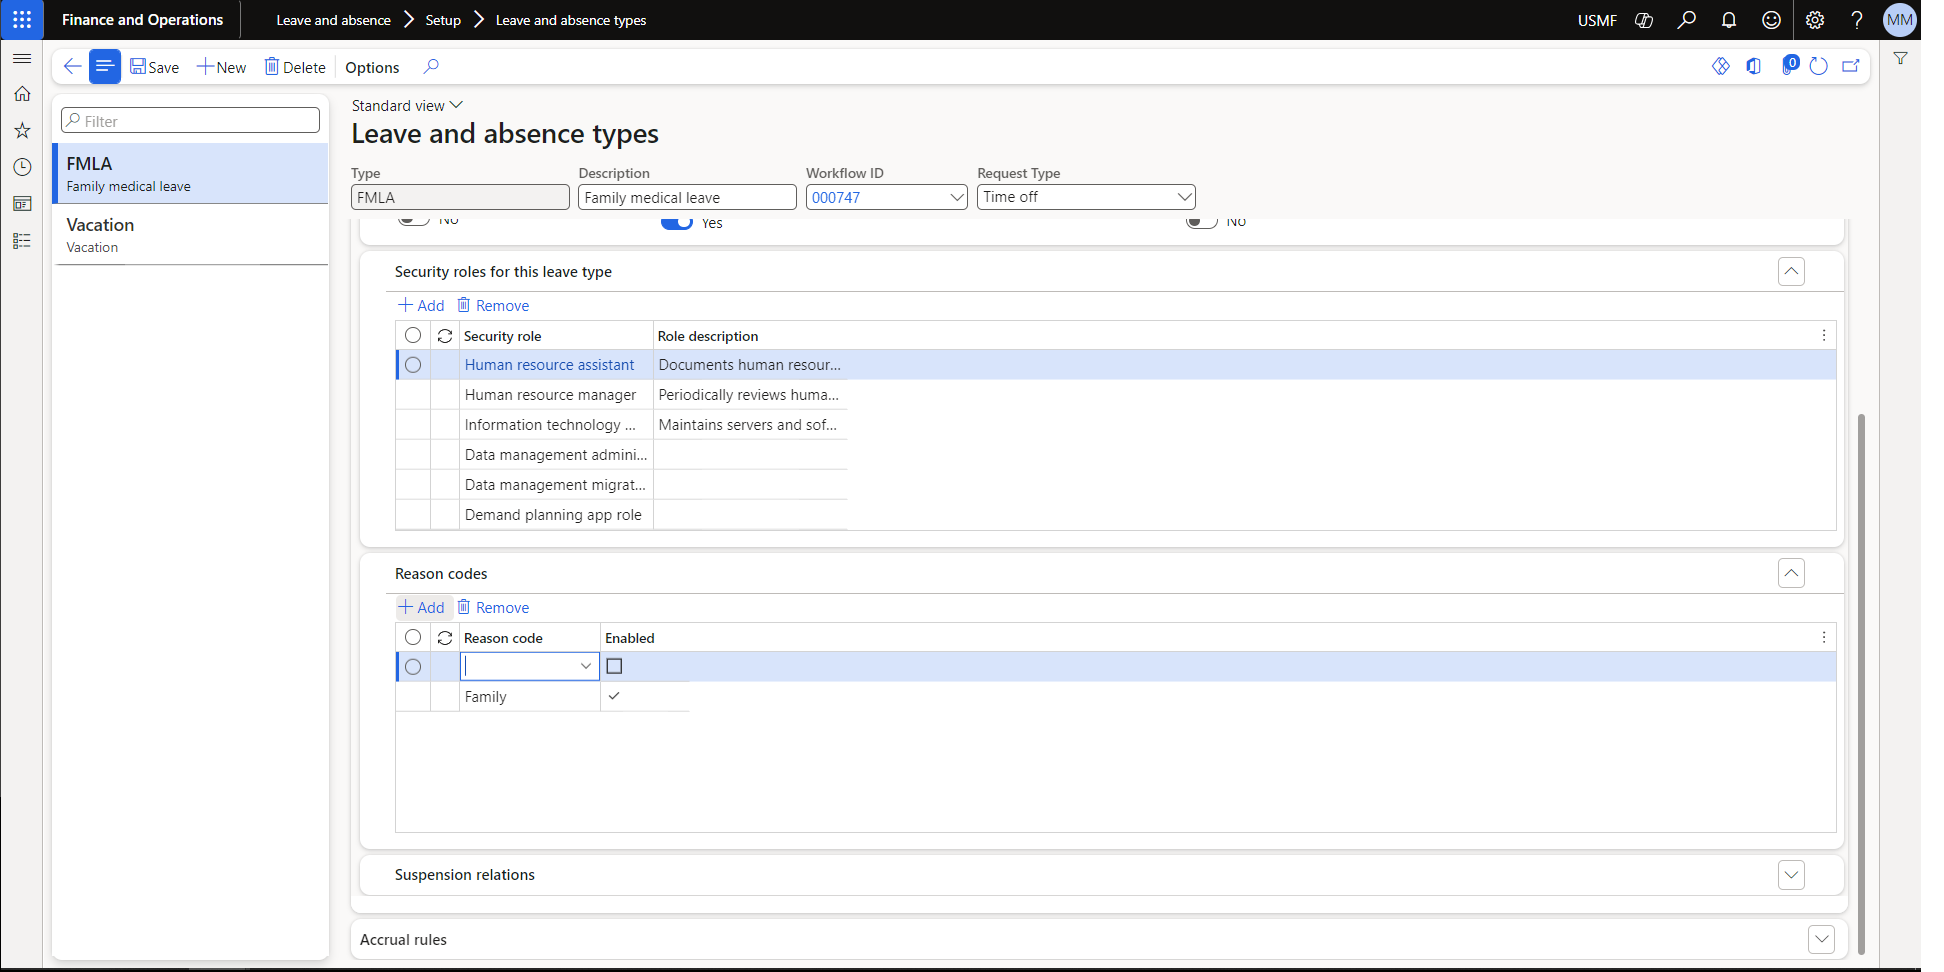 Finance and Operations
Leave and absence
Setup
Leave and absence types
USMF
MM
Save
New
Delete
Options
0
Filter
FMLA
Family medical leave
Vacation
Vacation
Standard view
Leave and absence types
Type
Description
Workflow ID
Request Type
FMLA
Family medical leave
000747
Time off
No
Yes
No
Security roles for this leave type
Add
Remove
Security role
Role description
Human resource assistant
Documents human resour...
Human resource manager
Periodically reviews huma...
Information technology ...
Maintains servers and sof...
Data management admini...
Data management migrat...
Demand planning app role
Reason codes
Add
Remove
Reason code
Enabled
Family
Suspension relations
Accrual rules